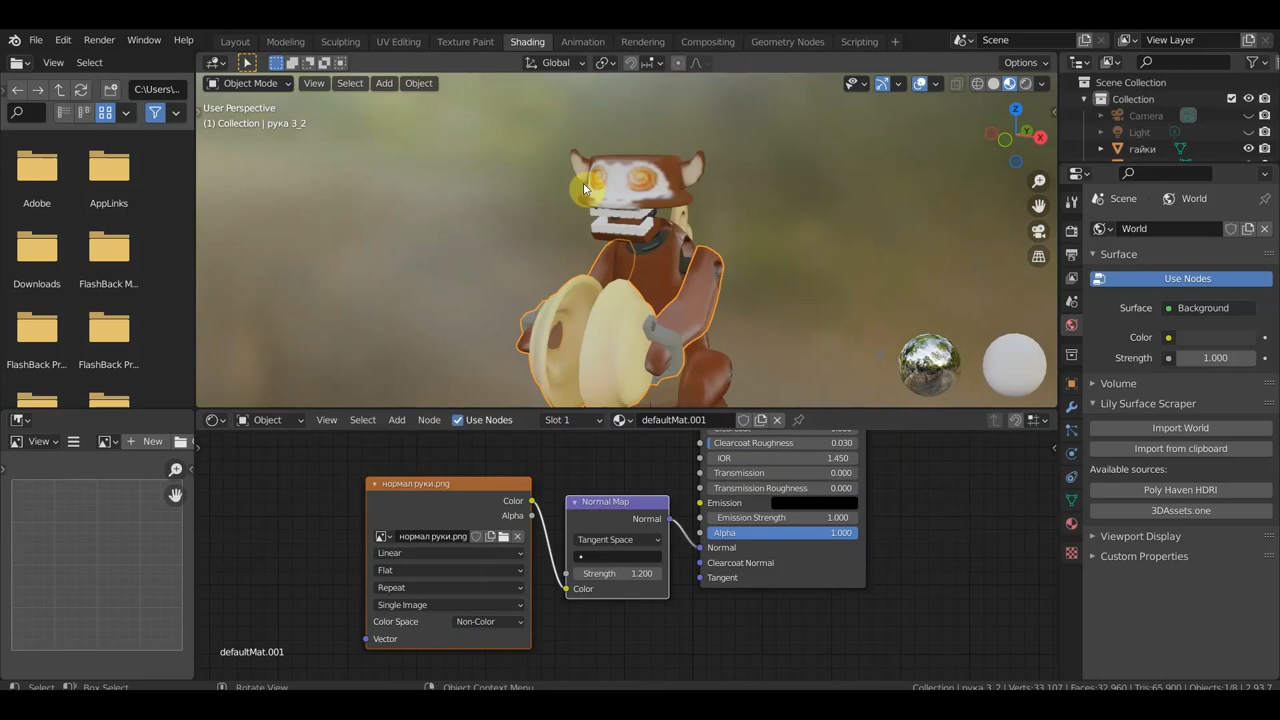 File Edit Render Window Help Layout Modeling Sculpting UV Editing Texture Paint Shading Animation Rendering Compositing Geometry Nodes Scripting + Scene View Layer
View Select Global Options
C:\Users\...
Object Mode View Select Add Object
User Perspective
(1) Collection | рука 3_2
X
Y
Z
Adobe AppLinks
Downloads FlashBack M...
FlashBack Pr... FlashBack Pr...
Scene Collection
Collection
Camera
Light
гайки
Scene World
World
Surface
Use Nodes
Surface Background
Color
Strength 1.000
Volume
Lily Surface Scraper
Import World
Import from clipboard
Available sources:
Poly Haven HDRI
3DAssets.one
Viewport Display
Custom Properties
View + New
Object View Select Add Node Use Nodes Slot 1 defaultMat.001
Clearcoat Roughness 0.030
IOR 1.450
Transmission 0.000
Transmission Roughness 0.000
Emission
Emission Strength 1.000
Alpha 1.000
Normal
Clearcoat Normal
Tangent
нормал руки.png
Color
Alpha
нормал руки.png
Linear
Flat
Repeat
Single Image
Color Space Non-Color
Vector
Normal Map
Normal
Tangent Space
Strength 1.200
Color
defaultMat.001
Select Box Select Rotate View Object Context Menu Collection | рука 3_2 | Verts:33,107 | Faces:32,960 | Tris:65,900 | Objects:1/8 | 2.93.7